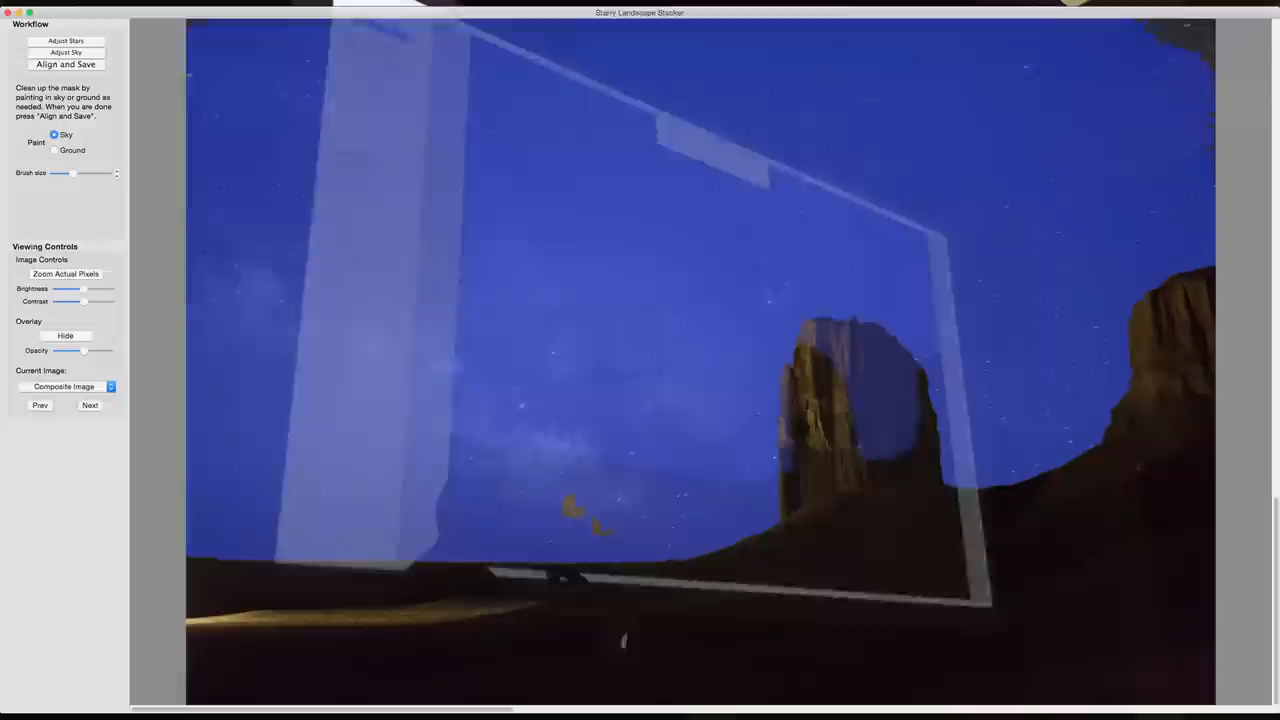 Starry Landscape Stacker
Workflow
Adjust Stars
Adjust Sky
Align and Save
Clean up the mask by
painting in sky or ground as
needed. When you are done
press "Align and Save".
Paint
Sky
Ground
Brush size
Viewing Controls
Image Controls
Zoom Actual Pixels
Brightness
Contrast
Overlay
Hide
Opacity
Current Image:
Composite Image
Prev
Next